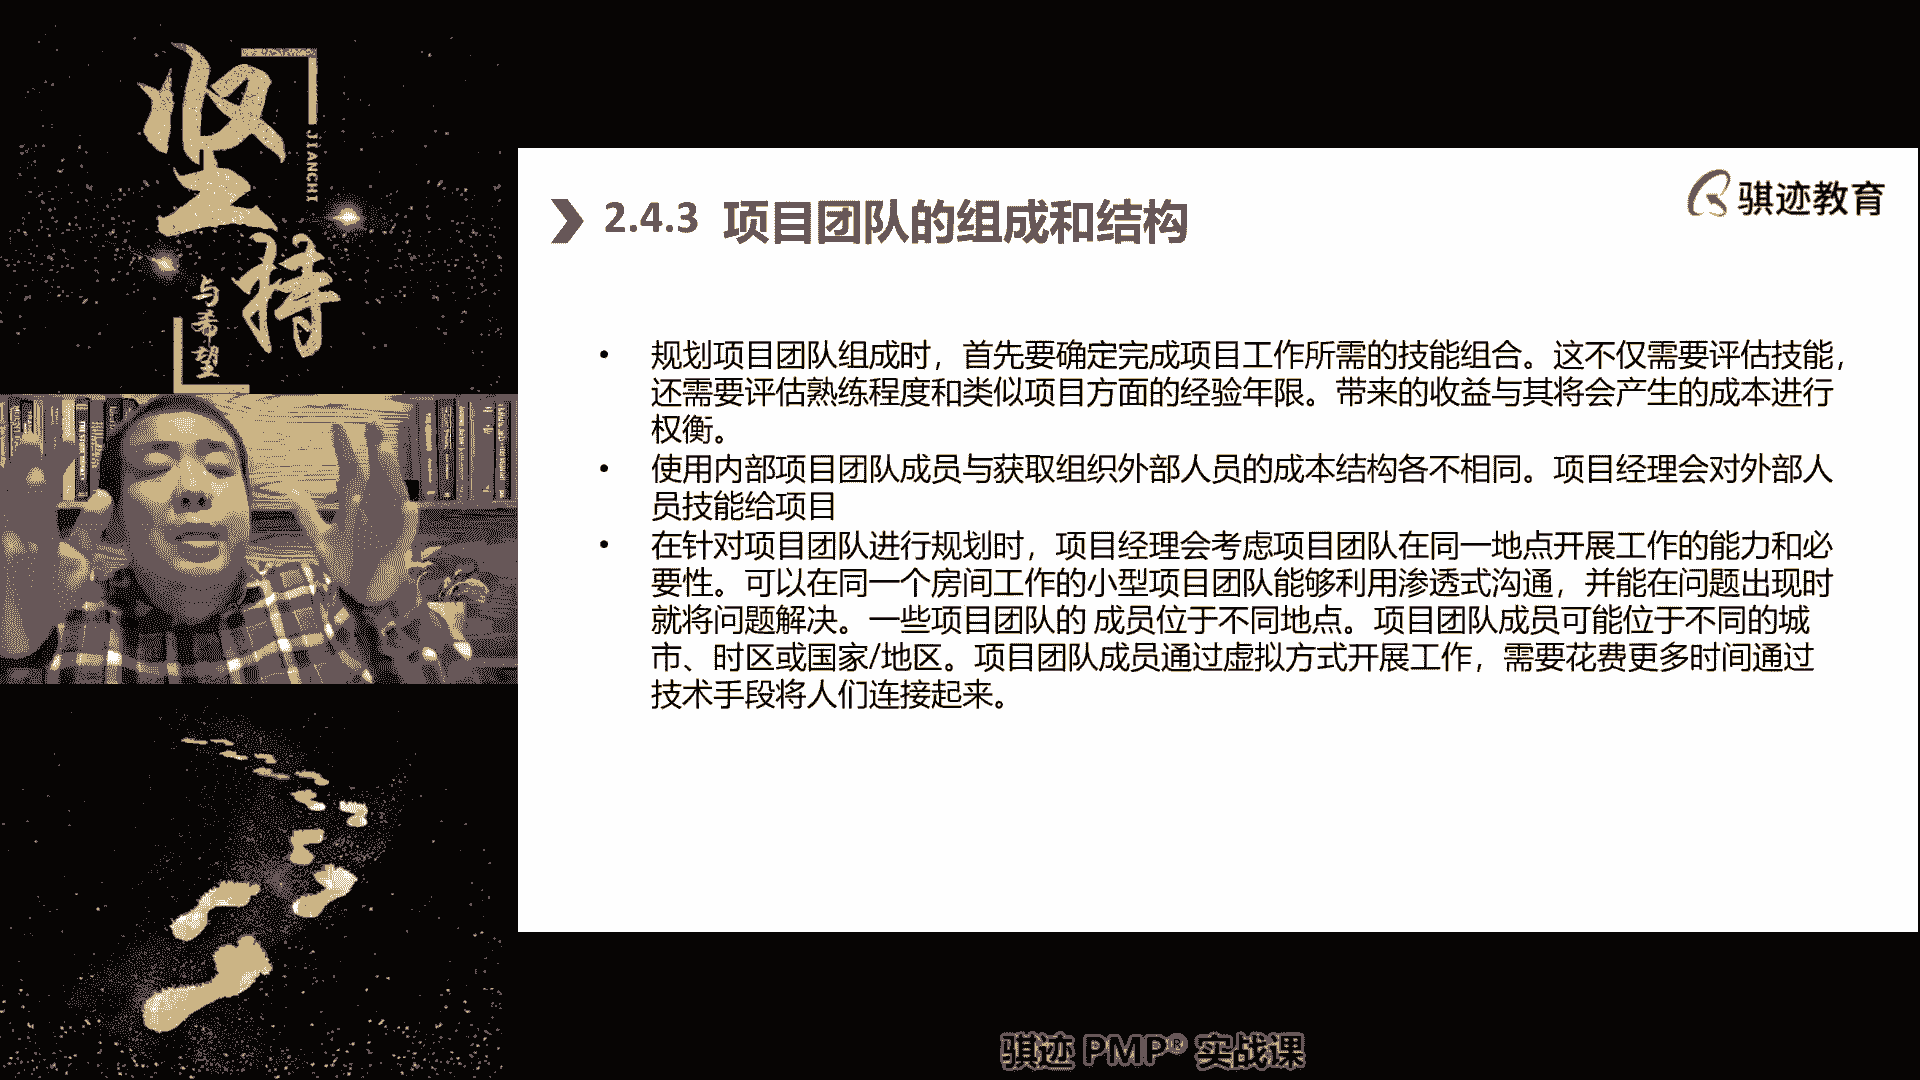 坚持
JIANCHI
与希望
骐迹教育
2.4.3 项目团队的组成和结构
• 规划项目团队组成时，首先要确定完成项目工作所需的技能组合。这不仅需要评估技能，
还需要评估熟练程度和类似项目方面的经验年限。带来的收益与其将会产生的成本进行
权衡。
• 使用内部项目团队成员与获取组织外部人员的成本结构各不相同。项目经理会对外部人
员技能给项目
• 在针对项目团队进行规划时，项目经理会考虑项目团队在同一地点开展工作的能力和必
要性。可以在同一个房间工作的小型项目团队能够利用渗透式沟通，并能在问题出现时
就将问题解决。一些项目团队的 成员位于不同地点。项目团队成员可能位于不同的城
市、时区或国家/地区。项目团队成员通过虚拟方式开展工作，需要花费更多时间通过
技术手段将人们连接起来。
骐迹 PMP® 实战课